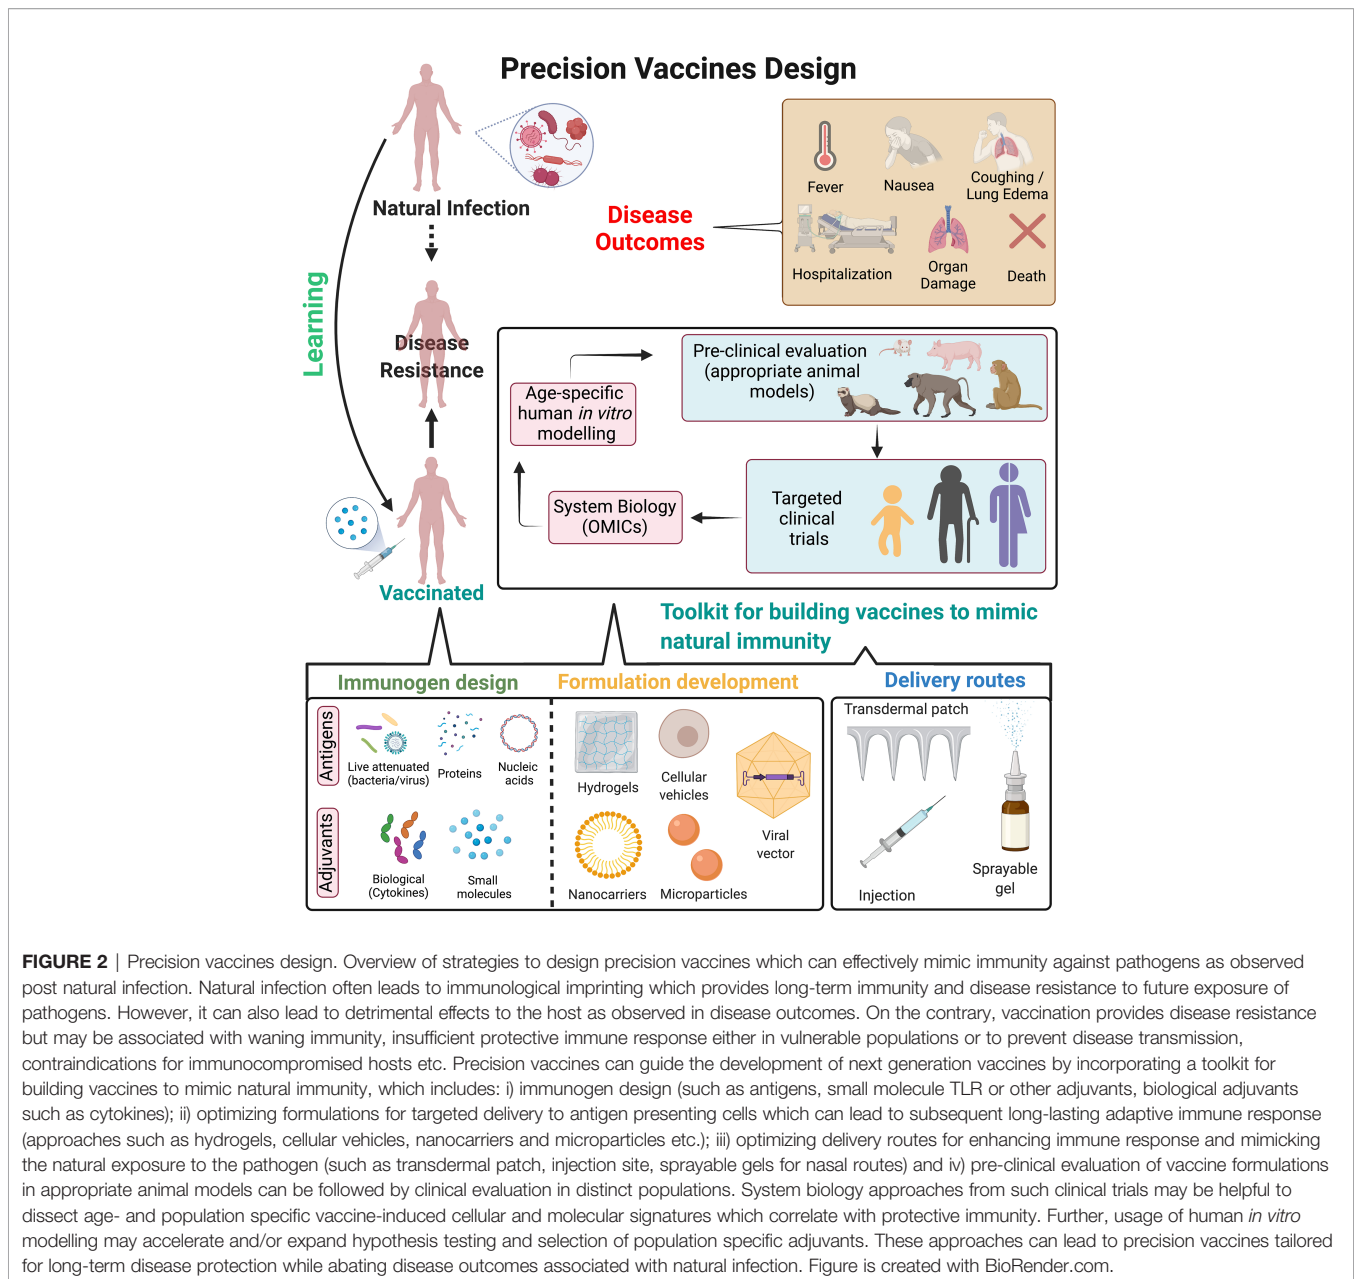 Precision Vaccines Design
Natural Infection
Learning
Disease
Resistance
Vaccinated
Disease
Outcomes
Fever
Nausea
Coughing /
Lung Edema
Hospitalization
Organ
Damage
Death
Age-specific
human in vitro
modelling
Pre-clinical evaluation
(appropriate animal
models)
System Biology
(OMICs)
Targeted
clinical
trials
Toolkit for building vaccines to mimic
natural immunity
Immunogen design
Formulation development
Delivery routes
Antigens
Live attenuated
(bacteria/virus)
Proteins
Nucleic
acids
Adjuvants
Biological
(Cytokines)
Small
molecules
Hydrogels
Cellular
vehicles
Viral
vector
Nanocarriers
Microparticles
Transdermal patch
Injection
Sprayable
gel
FIGURE 2 | Precision vaccines design. Overview of strategies to design precision vaccines which can effectively mimic immunity against pathogens as observed
post natural infection. Natural infection often leads to immunological imprinting which provides long-term immunity and disease resistance to future exposure of
pathogens. However, it can also lead to detrimental effects to the host as observed in disease outcomes. On the contrary, vaccination provides disease resistance
but may be associated with waning immunity, insufficient protective immune response either in vulnerable populations or to prevent disease transmission,
contraindications for immunocompromised hosts etc. Precision vaccines can guide the development of next generation vaccines by incorporating a toolkit for
building vaccines to mimic natural immunity, which includes: i) immunogen design (such as antigens, small molecule TLR or other adjuvants, biological adjuvants
such as cytokines); ii) optimizing formulations for targeted delivery to antigen presenting cells which can lead to subsequent long-lasting adaptive immune response
(approaches such as hydrogels, cellular vehicles, nanocarriers and microparticles etc.); iii) optimizing delivery routes for enhancing immune response and mimicking
the natural exposure to the pathogen (such as transdermal patch, injection site, sprayable gels for nasal routes) and iv) pre-clinical evaluation of vaccine formulations
in appropriate animal models can be followed by clinical evaluation in distinct populations. System biology approaches from such clinical trials may be helpful to
dissect age- and population specific vaccine-induced cellular and molecular signatures which correlate with protective immunity. Further, usage of human in vitro
modelling may accelerate and/or expand hypothesis testing and selection of population specific adjuvants. These approaches can lead to precision vaccines tailored
for long-term disease protection while abating disease outcomes associated with natural infection. Figure is created with BioRender.com.